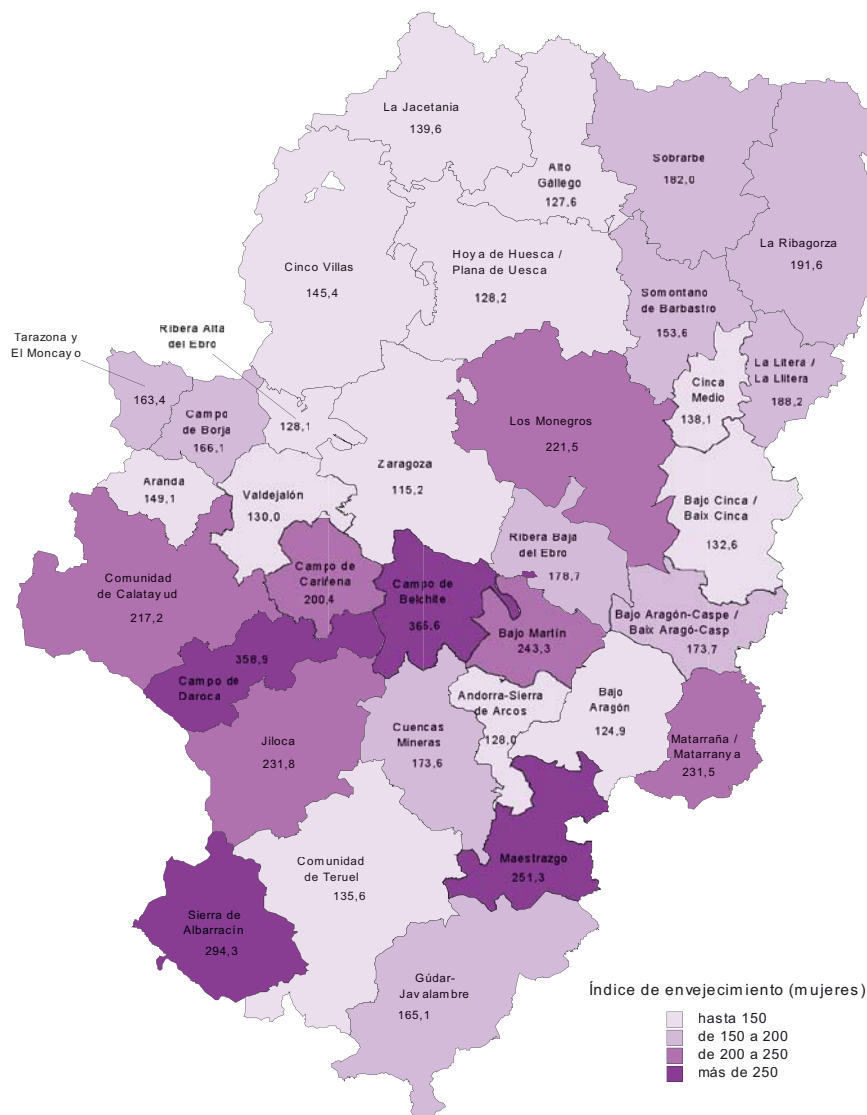 La Jacetania
139,6
Alto
Gállego
127,6
Sobrarbe
182,0
La Ribagorza
191,6
Cinco Villas
145,4
Hoya de Huesca /
Plana de Uesca
128,2
Somontano
de Barbastro
153,6
Ribera Alta
del Ebro
128,1
Tarazona y
El Moncayo
163,4
La Litera /
La Llitera
188,2
Cinca
Medio
138,1
Campo
de Borja
166,1
Los Monegros
221,5
Zaragoza
115,2
Aranda
149,1
Valdejalón
130,0
Bajo Cinca /
Baix Cinca
132,6
Ribera Baja
del Ebro
178,7
Campo de
Cariñena
200,4
Comunidad
de Calatayud
217,2
Campo de
Belchite
365,6
Bajo Aragón-Caspe /
Baix Aragó-Casp
173,7
Bajo Martín
243,3
358,9
Campo de
Daroca
Andorra-Sierra
de Arcos
128,0
Bajo
Aragón
124,9
Jiloca
231,8
Cuencas
Mineras
173,6
Matarraña /
Matarranya
231,5
Maestrazgo
251,3
Comunidad
de Teruel
135,6
Sierra de
Albarracín
294,3
Gúdar-
Javalambre
165,1
Índice de envejecimiento (mujeres)
hasta 150
de 150 a 200
de 200 a 250
más de 250